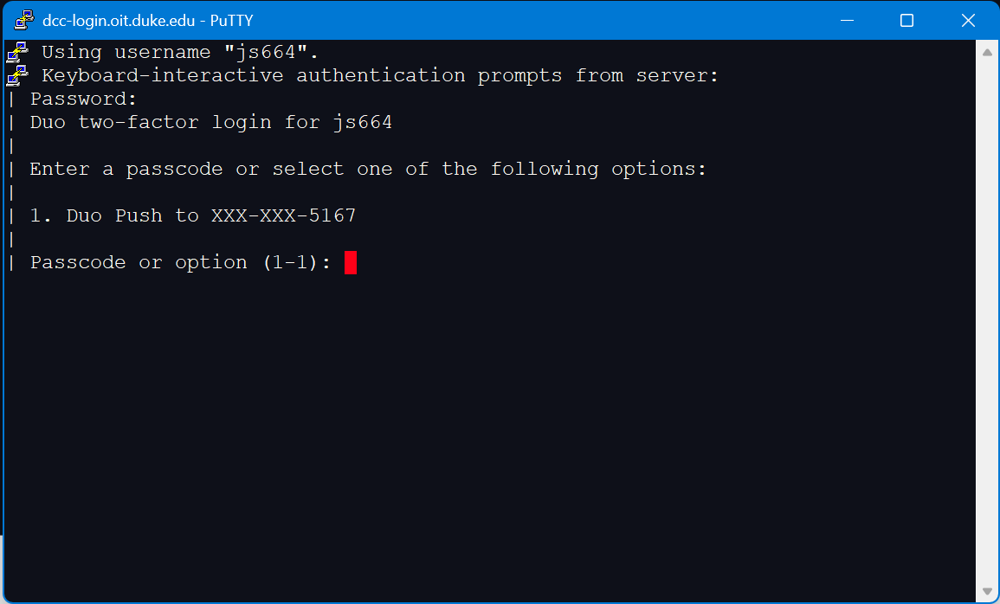 dcc-login.oit.duke.edu - PuTTY
Using username "js664".
Keyboard-interactive authentication prompts from server:
| Password:
| Duo two-factor login for js664
|
| Enter a passcode or select one of the following options:
|
| 1. Duo Push to XXX-XXX-5167
|
| Passcode or option (1-1):